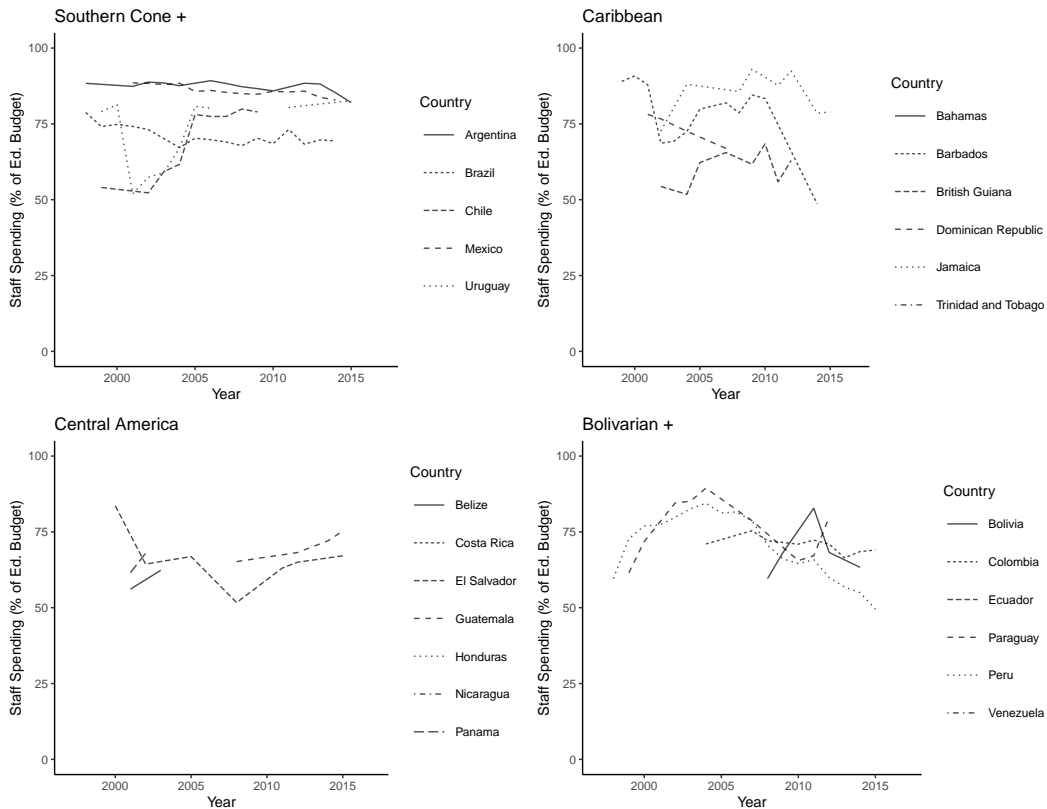 Southern Cone +
100
75
50
25
0
Staff Spending (% of Ed. Budget)
2000 2005 2010 2015
Year
Country
Argentina
Brazil
Chile
Mexico
Uruguay
Caribbean
100
75
50
25
0
Staff Spending (% of Ed. Budget)
2000 2005 2010 2015
Year
Country
Bahamas
Barbados
British Guiana
Dominican Republic
Jamaica
Trinidad and Tobago
Central America
100
75
50
25
0
Staff Spending (% of Ed. Budget)
2000 2005 2010 2015
Year
Country
Belize
Costa Rica
El Salvador
Guatemala
Honduras
Nicaragua
Panama
Bolivarian +
100
75
50
25
0
Staff Spending (% of Ed. Budget)
2000 2005 2010 2015
Year
Country
Bolivia
Colombia
Ecuador
Paraguay
Peru
Venezuela